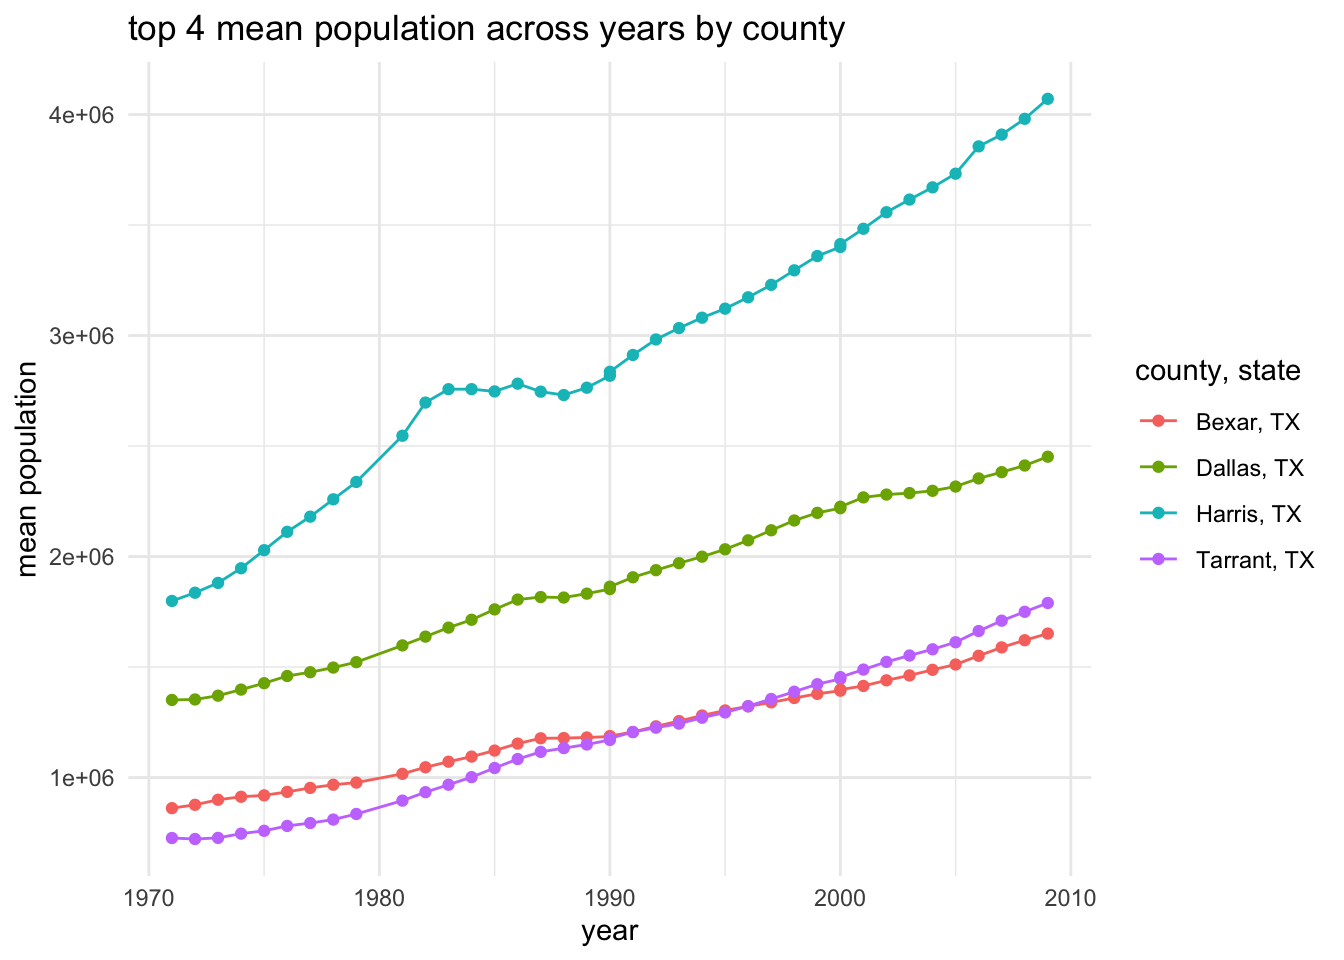 top 4 mean population across years by county
4e+06
3e+06
2e+06
1e+06
mean population
1970 1980 1990 2000 2010
year
county, state
Bexar, TX
Dallas, TX
Harris, TX
Tarrant, TX